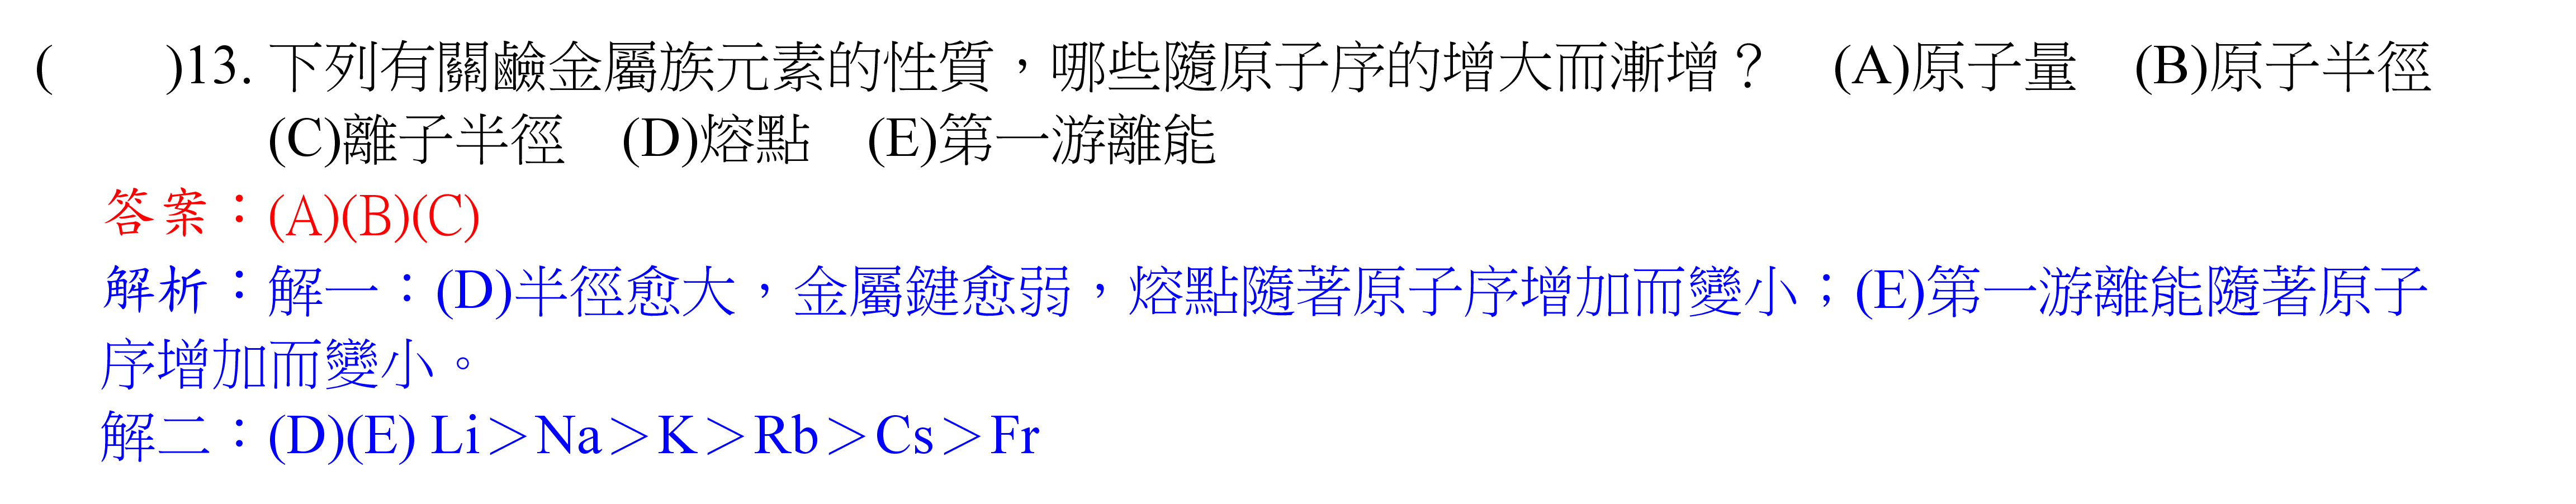 (　　)13. 下列有關鹼金屬族元素的性質，哪些隨原子序的增大而漸增？　(A)原子量　(B)原子半徑
(C)離子半徑　(D)熔點　(E)第一游離能
答案：(A)(B)(C)
解析：解一：(D)半徑愈大，金屬鍵愈弱，熔點隨著原子序增加而變小；(E)第一游離能隨著原子
序增加而變小。
解二：(D)(E) Li＞Na＞K＞Rb＞Cs＞Fr